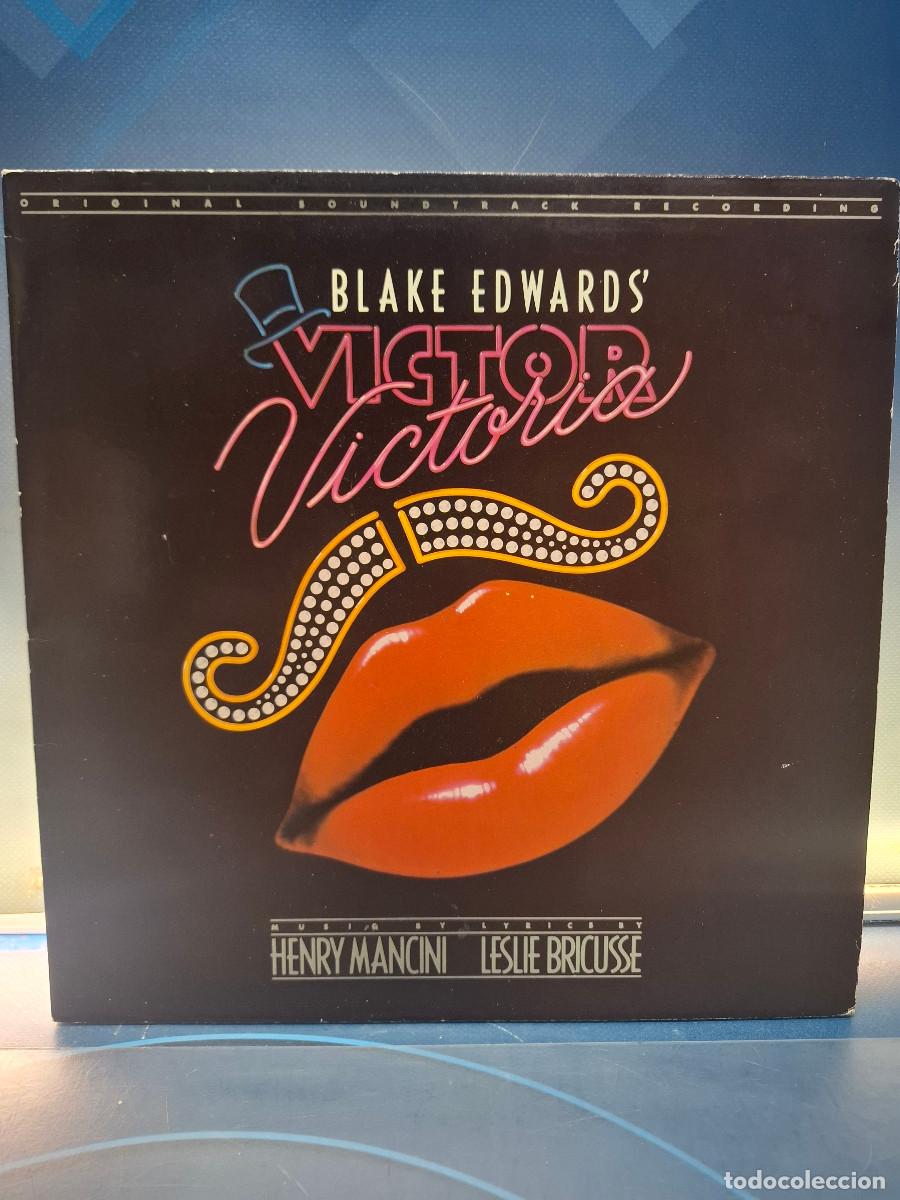 ORIGINAL SOUNDTRACK RECORDING
BLAKE EDWARDS'
VICTOR
Victoria
MUSIC BY LYRICS BY
HENRY MANCINI LESLIE BRICUSSE
todocoleccion